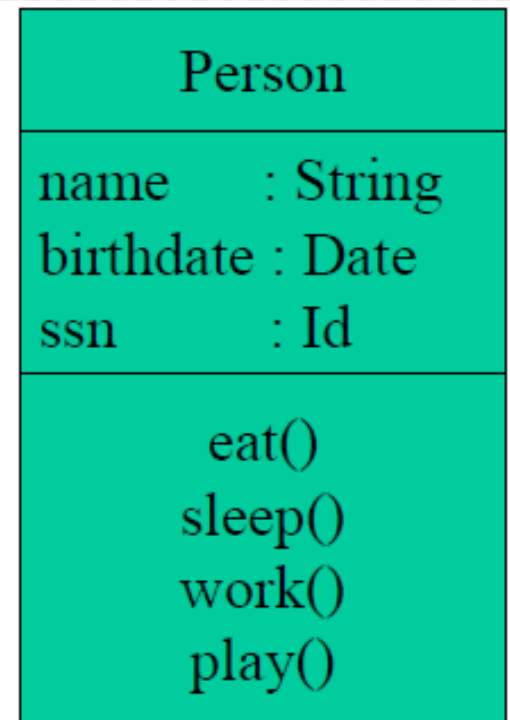 Person
name : String
birthdate : Date
ssn : Id
eat()
sleep()
work()
play()